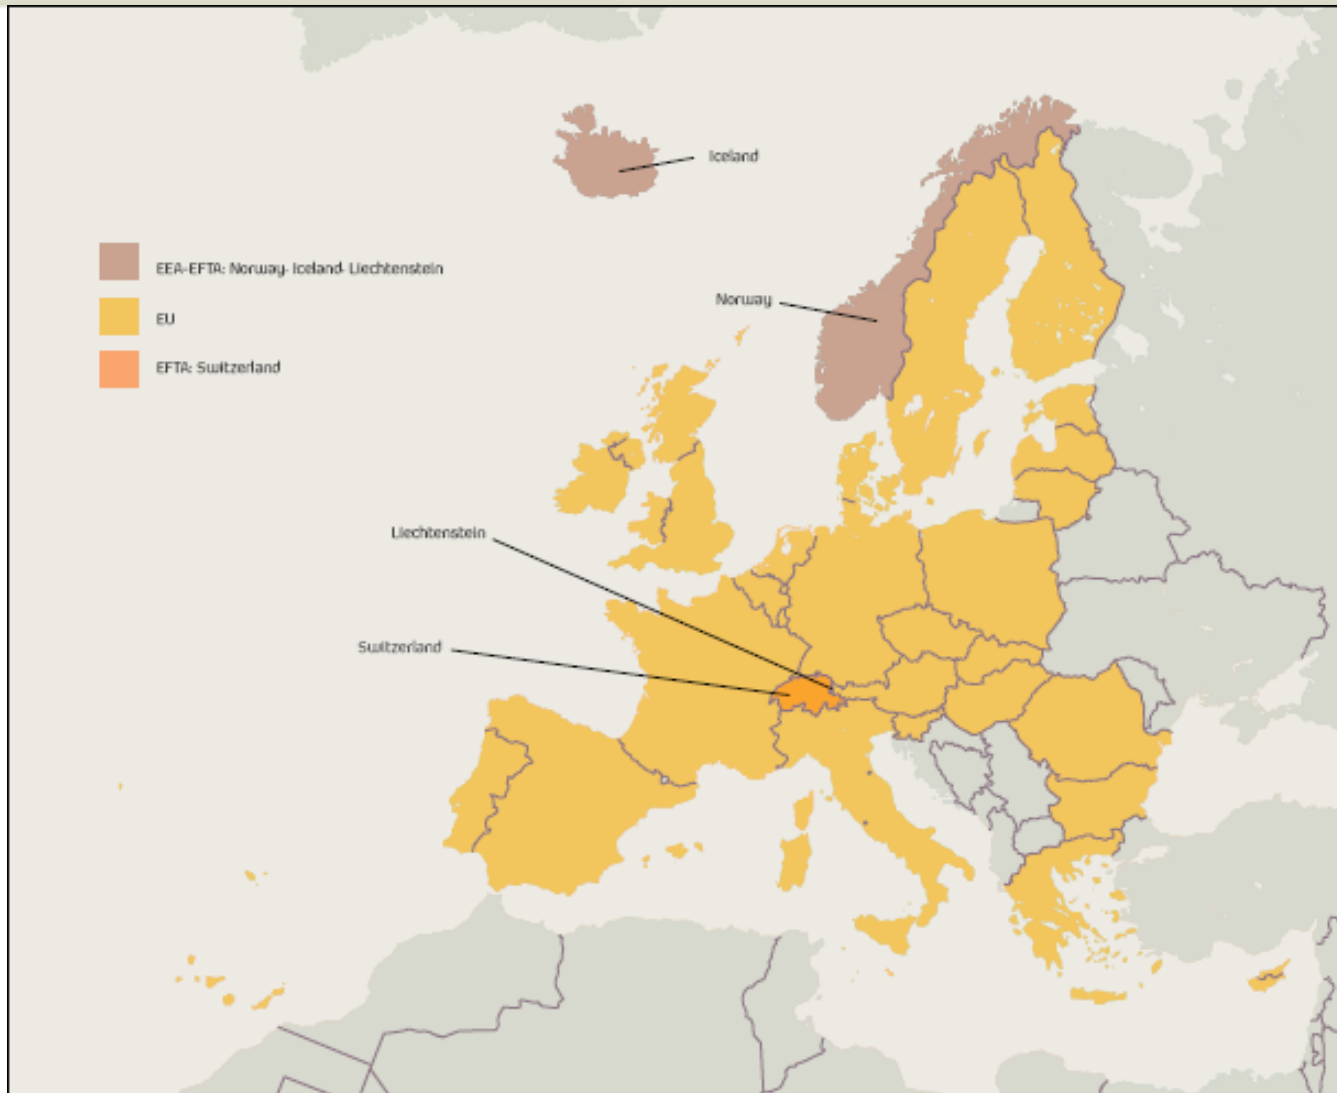 Iceland
EEA-EFTA: Norway- Iceland- Liechtenstein
Norway
EU
EFTA: Switzerland
Liechtenstein
Switzerland